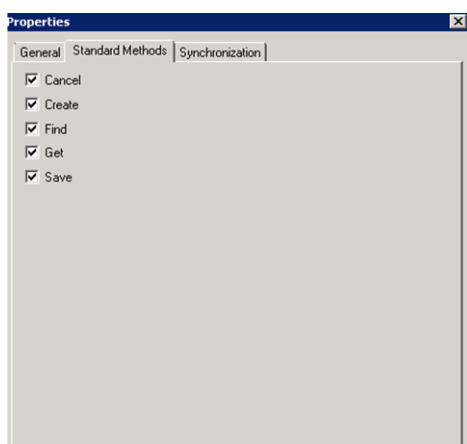 Properties
General Standard Methods Synchronization
Cancel
Create
Find
Get
Save